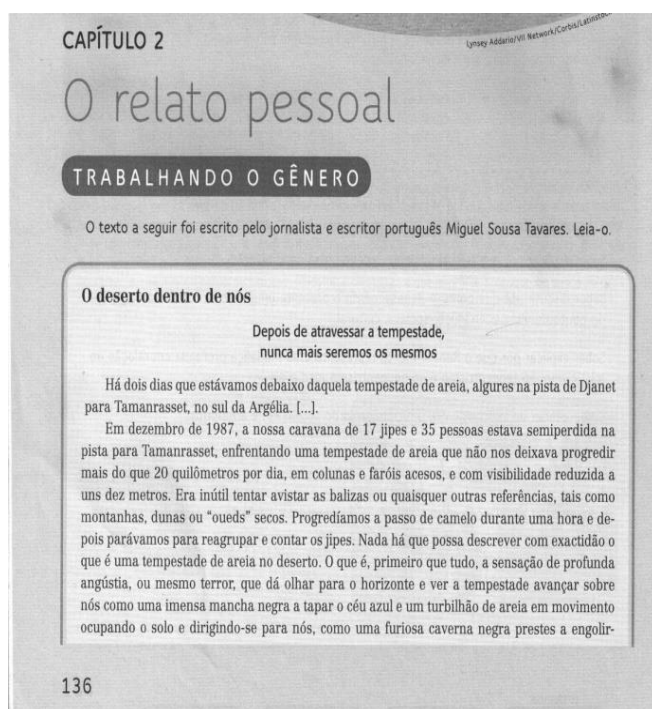 Lynsey Addario/VII Network/Corbis/Latinstock
CAPÍTULO 2
O relato pessoal
TRABALHANDO O GÊNERO
O texto a seguir foi escrito pelo jornalista e escritor português Miguel Sousa Tavares. Leia-o.
O deserto dentro de nós
Depois de atravessar a tempestade,
nunca mais seremos os mesmos
Há dois dias que estávamos debaixo daquela tempestade de areia, algures na pista de Djanet
para Tamanrasset, no sul da Argélia. [...].
Em dezembro de 1987, a nossa caravana de 17 jipes e 35 pessoas estava semiperdida na
pista para Tamanrasset, enfrentando uma tempestade de areia que não nos deixava progredir
mais do que 20 quilômetros por dia, em colunas e faróis acesos, e com visibilidade reduzida a
uns dez metros. Era inútil tentar avistar as balizas ou quaisquer outras referências, tais como
montanhas, dunas ou “oueds” secos. Progredíamos a passo de camelo durante uma hora e de-
pois parávamos para reagrupar e contar os jipes. Nada há que possa descrever com exactidão o
que é uma tempestade de areia no deserto. O que é, primeiro que tudo, a sensação de profunda
angústia, ou mesmo terror, que dá olhar para o horizonte e ver a tempestade avançar sobre
nós como uma imensa mancha negra a tapar o céu azul e um turbilhão de areia em movimento
ocupando o solo e dirigindo-se para nós, como uma furiosa caverna negra prestes a engolir-
136